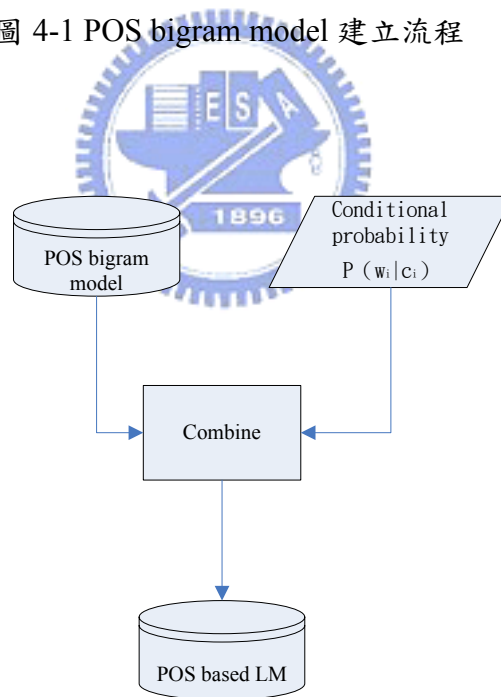 圖 4-1 POS bigram model 建立流程
E S A
1896
POS bigram
model
Conditional
probability
P (wi|ci)
Combine
POS based LM